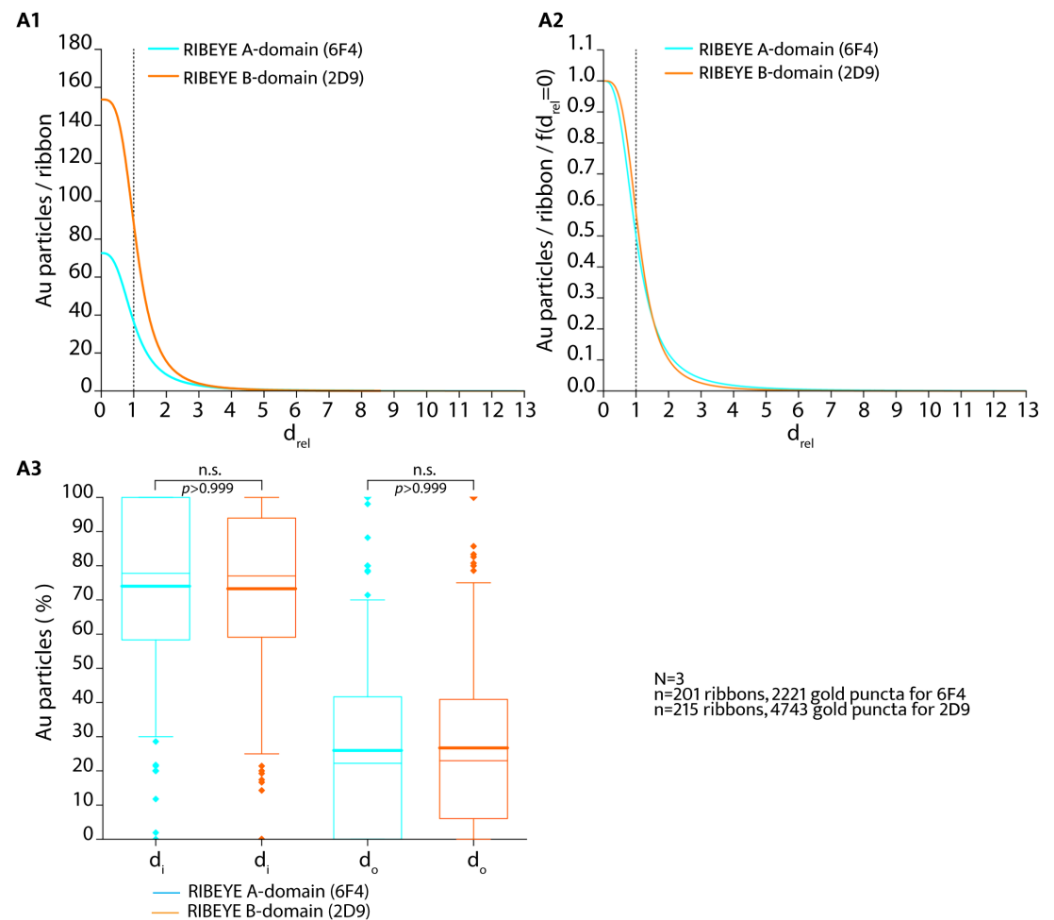 A1
RIBEYE A-domain (6F4)
RIBEYE B-domain (2D9)
Au particles / ribbon
180
160
140
120
100
80
60
40
20
0
0 1 2 3 4 5 6 7 8 9 10 11 12 13
drel
A2
RIBEYE A-domain (6F4)
RIBEYE B-domain (2D9)
Au particles / ribbon / f(drel=0)
1.1
1.0
0.9
0.8
0.7
0.6
0.5
0.4
0.3
0.2
0.1
0.0
0 1 2 3 4 5 6 7 8 9 10 11 12 13
drel
A3
n.s.
p>0.999
n.s.
p>0.999
Au particles ( % )
100
90
80
70
60
50
40
30
20
10
0
di di do do
RIBEYE A-domain (6F4)
RIBEYE B-domain (2D9)
N=3
n=201 ribbons, 2221 gold puncta for 6F4
n=215 ribbons, 4743 gold puncta for 2D9